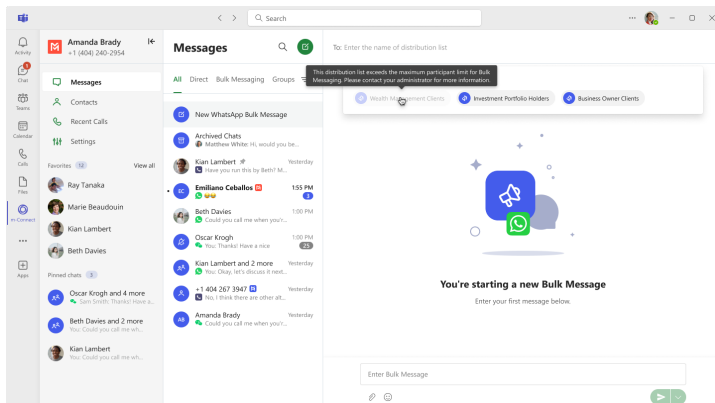 Search
Activity
Chat
Teams
Calendar
Calls
Files
In-Connect
Apps
Amanda Brady
+1 (404) 240-2954
Messages
Contacts
Recent Calls
Settings
Favorites 12 View all
Ray Tanaka
Marie Beaudouin
Kian Lambert
Beth Davies
Pinned chats 3
Oscar Krogh and 4 more
Sam Smith: Thanks! Have a...
Beth Davies and 2 more
You: Could you call me wh...
Kian Lambert
You: Could you call me wh...
Messages
All Direct Bulk Messaging Groups
New WhatsApp Bulk Message
Archived Chats
Matthew White: Hi, would you be...
Kian Lambert Yesterday
Have you run this by Beth? M...
EC Emiliano Ceballos 1:55 PM
Beth Davies 1:00 PM
Could you call me when you'r...
Oscar Krogh 1:00 PM
You: Thanks! Have a nice 25
Kian Lambert and 2 more Yesterday
You: Okay, let's discuss it next...
+1 404 267 3947 Yesterday
No, I think there are other alt...
AB Amanda Brady Yesterday
Could you call me when you'r...
To: Enter the name of distribution list
This distribution list exceeds the maximum participant limit for Bulk
Messaging. Please contact your administrator for more information.
Wealth Management Clients
Investment Portfolio Holders
Business Owner Clients
You're starting a new Bulk Message
Enter your first message below.
Enter Bulk Message